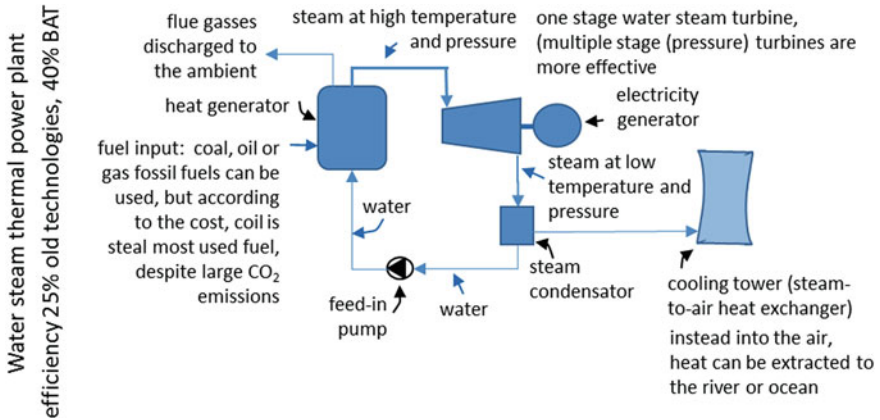 Water steam thermal power plant
efficiency 25% old technologies, 40% BAT
flue gasses
discharged to
the ambient
steam at high temperature
and pressure
one stage water steam turbine,
(multiple stage (pressure) turbines are
more effective
heat generator
electricity
generator
fuel input: coal, oil or
gas fossil fuels can be
used, but according
to the cost, coil is
steal most used fuel,
despite large CO₂
emissions
water
steam at low
temperature and
pressure
feed-in
pump
water
steam
condensator
cooling tower (steam-
to-air heat exchanger)
instead into the air,
heat can be extracted to
the river or ocean